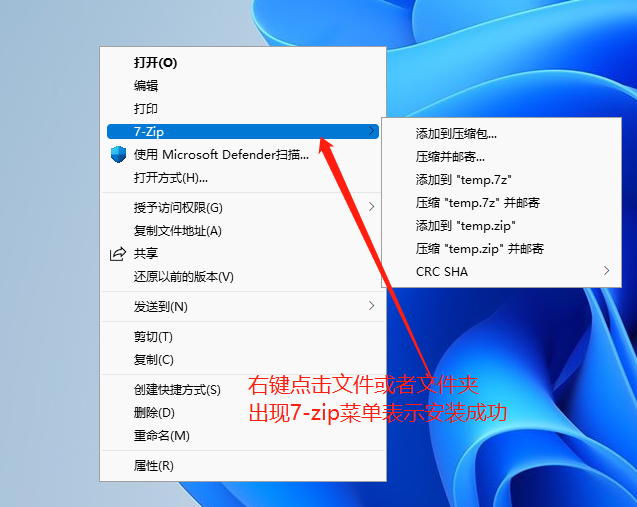 打开(O)
编辑
打印
7-Zip
使用 Microsoft Defender扫描...
打开方式(H)...
授予访问权限(G)
复制文件地址(A)
共享
还原以前的版本(V)
发送到(N)
剪切(T)
复制(C)
创建快捷方式(S)
删除(D)
重命名(M)
属性(R)
添加到压缩包...
压缩并邮寄...
添加到 "temp.7z"
压缩 "temp.7z" 并邮寄
添加到 "temp.zip"
压缩 "temp.zip" 并邮寄
CRC SHA
右键点击文件或者文件夹
出现7-zip菜单表示安装成功